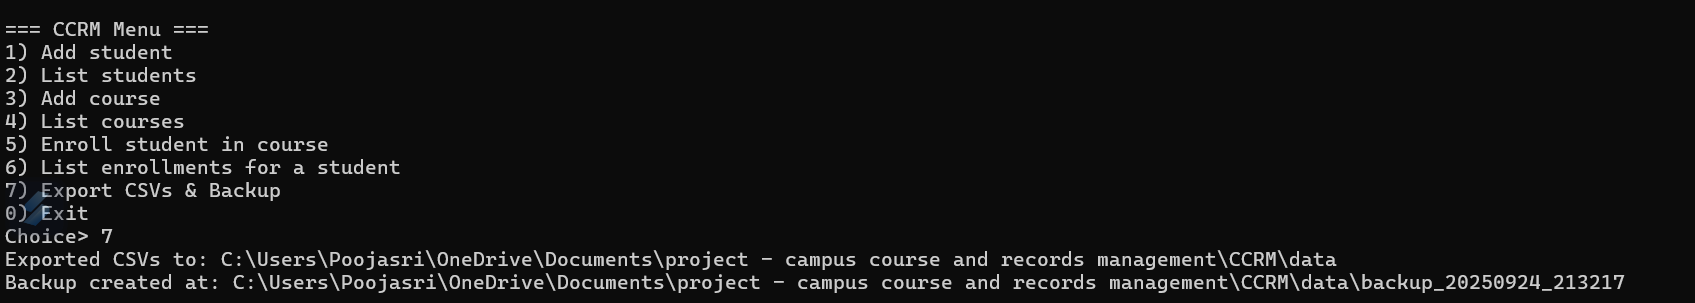 === CCRM Menu ===
1) Add student
2) List students
3) Add course
4) List courses
5) Enroll student in course
6) List enrollments for a student
7) Export CSVs & Backup
0) Exit
Choice> 7
Exported CSVs to: C:\Users\Poojasri\OneDrive\Documents\project - campus course and records management\CCRM\data
Backup created at: C:\Users\Poojasri\OneDrive\Documents\project - campus course and records management\CCRM\data\backup_20250924_213217